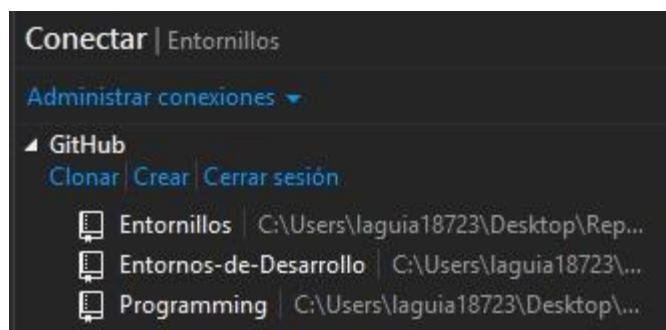 Conectar | Entornillos
Administrar conexiones
GitHub
Clonar | Crear | Cerrar sesión
Entornillos | C:\Users\laguia18723\Desktop\Rep...
Entornos-de-Desarrollo | C:\Users\laguia18723\...
Programming | C:\Users\laguia18723\Desktop\...